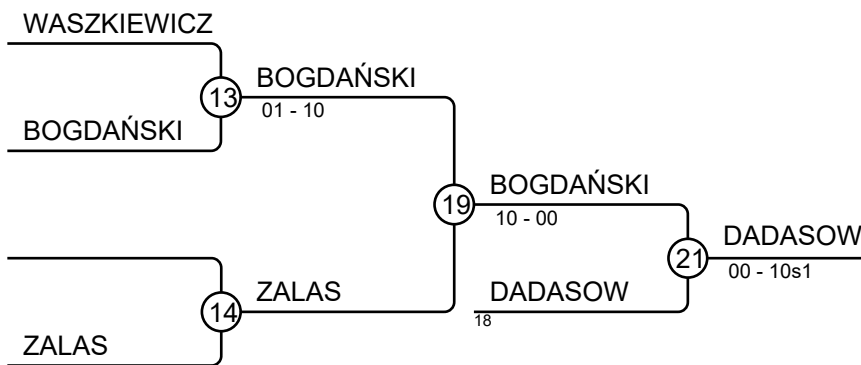 WASZKIEWICZ
13
BOGDAŃSKI
01 - 10
BOGDAŃSKI
19
BOGDAŃSKI
10 - 00
21
DADASOW
00 - 10s1
14
ZALAS
DADASOW
18
ZALAS